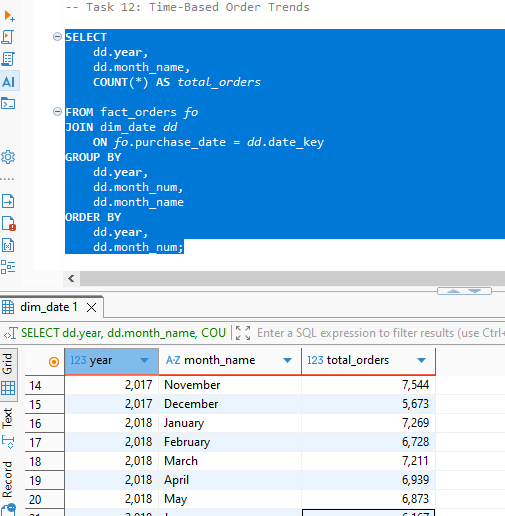 -- Task 12: Time-Based Order Trends
SELECT
dd.year,
dd.month_name,
COUNT(*) AS total_orders
FROM fact_orders fo
JOIN dim_date dd
ON fo.purchase_date = dd.date_key
GROUP BY
dd.year,
dd.month_num,
dd.month_name
ORDER BY
dd.year,
dd.month_num;
AI
dim_date 1
SELECT dd.year, dd.month_name, COU
Enter a SQL expression to filter results (use Ctrl+
Grid
Text
Record
123 year A-Z month_name 123 total_orders
14 2,017 November 7,544
15 2,017 December 5,673
16 2,018 January 7,269
17 2,018 February 6,728
18 2,018 March 7,211
19 2,018 April 6,939
20 2,018 May 6,873